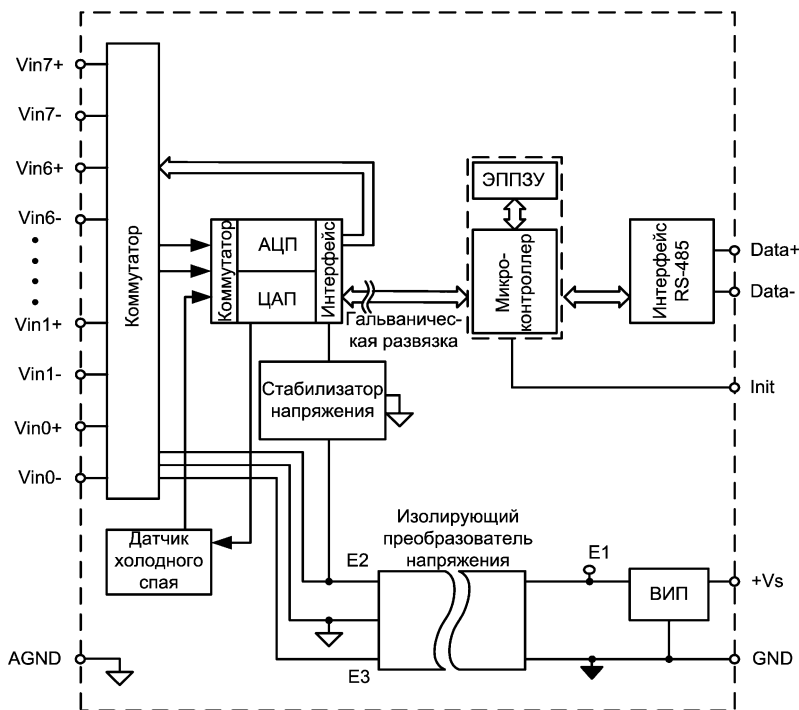 Vin7+
Vin7-
Vin6+
Vin6-
Vin1+
Vin1-
Vin0+
Vin0-
AGND
Коммутатор
Коммутатор
АЦП
ЦАП
Интерфейс
Гальваничес-
кая развязка
ЭППЗУ
Микро-
контроллер
Интерфейс
RS-485
Data+
Data-
Init
Стабилизатор
напряжения
Датчик
холодного
спая
Изолирующий
преобразователь
напряжения
E2
E3
E1
ВИП
+Vs
GND